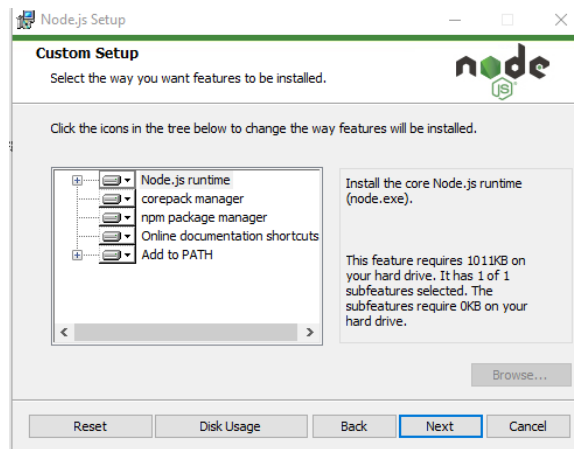 Node.js Setup
Custom Setup
Select the way you want features to be installed.
node
JS
Click the icons in the tree below to change the way features will be installed.
Node.js runtime
corepack manager
npm package manager
Online documentation shortcuts
Add to PATH
Install the core Node.js runtime
(node.exe).
This feature requires 1011KB on
your hard drive. It has 1 of 1
subfeatures selected. The
subfeatures require 0KB on your
hard drive.
Browse...
Reset
Disk Usage
Back
Next
Cancel